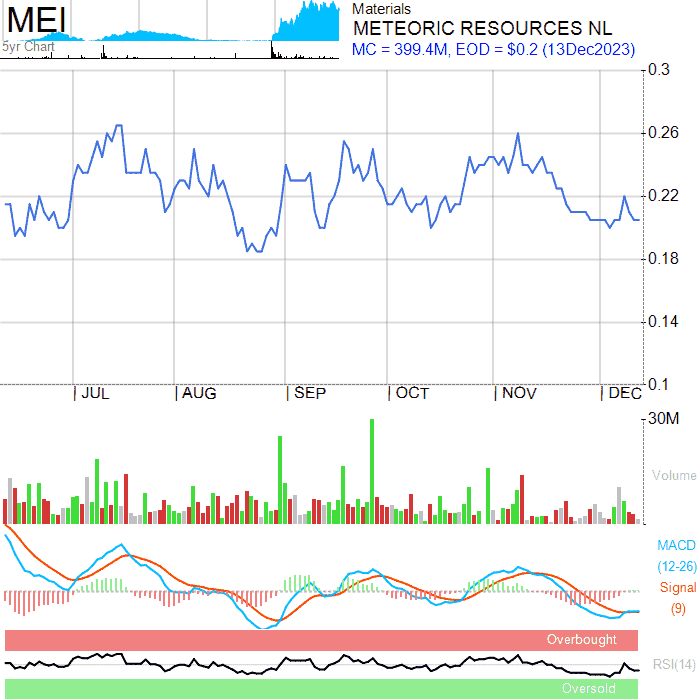 MEI
5yr Chart
Materials
METEORIC RESOURCES NL
MC = 399.4M, EOD = $0.2 (13Dec2023)
0.3
0.26
0.22
0.18
0.14
0.1
JUL AUG SEP OCT NOV DEC
30M
Volume
MACD
(12-26)
Signal
(9)
Overbought
RSI(14)
Oversold